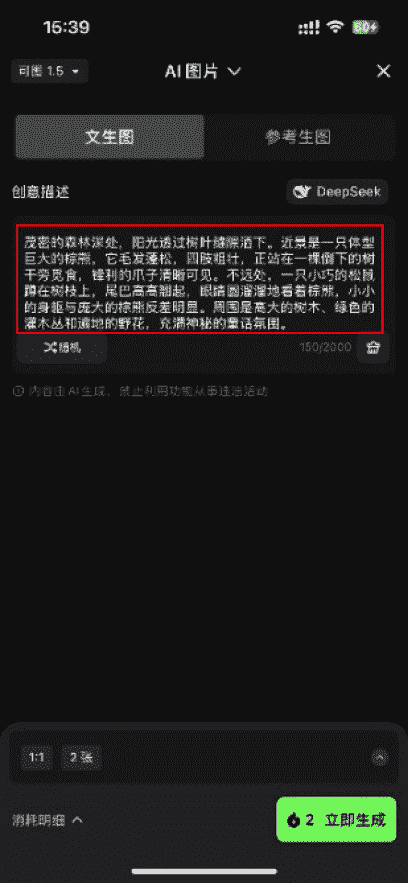 15:39
可图 1.5
AI 图片
文生图
参考生图
创意描述
DeepSeek
茂密的森林深处，阳光透过树叶缝隙洒下。近景是一只体型
巨大的棕熊，它毛发蓬松，四肢粗壮，正站在一棵倒下的树
干旁觅食，锋利的爪子清晰可见。不远处，一只小巧的松鼠
蹲在树枝上，尾巴高高翘起，眼睛圆溜溜地看着棕熊，小小
的身躯与庞大的棕熊反差明显。周围是高大的树木、绿色的
灌木丛和遍地的野花，充满神秘的童话氛围。
随机
150/2000
内容由 AI 生成，禁止利用功能从事违法活动
1:1
2 张
消耗明细
2 立即生成